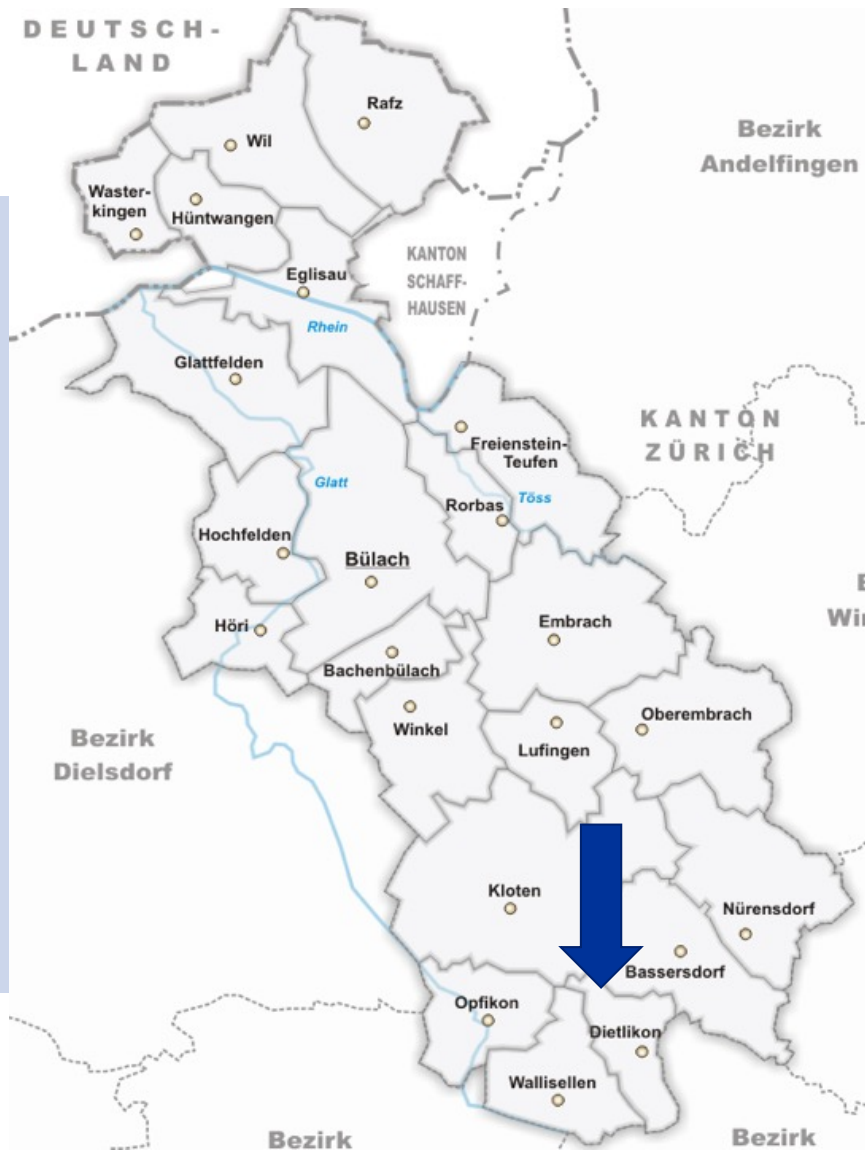 DEUTSCH-
LAND
Rafz
Wil
Bezirk
Andelfingen
Waster-
kingen
Hüntwangen
KANTON
SCHAFF-
HAUSEN
Eglisau
Rhein
Glattfelden
KANTON
ZÜRICH
Freienstein-
Teufen
Glatt
Töss
Rorbas
Hochfelden
Bülach
Höri
Embrach
Bachenbülach
Winkel
Oberembrach
Lufingen
Bezirk
Dielsdorf
Kloten
Nürensdorf
Bassersdorf
Opfikon
Dietlikon
Wallisellen
Bezirk
Bezirk